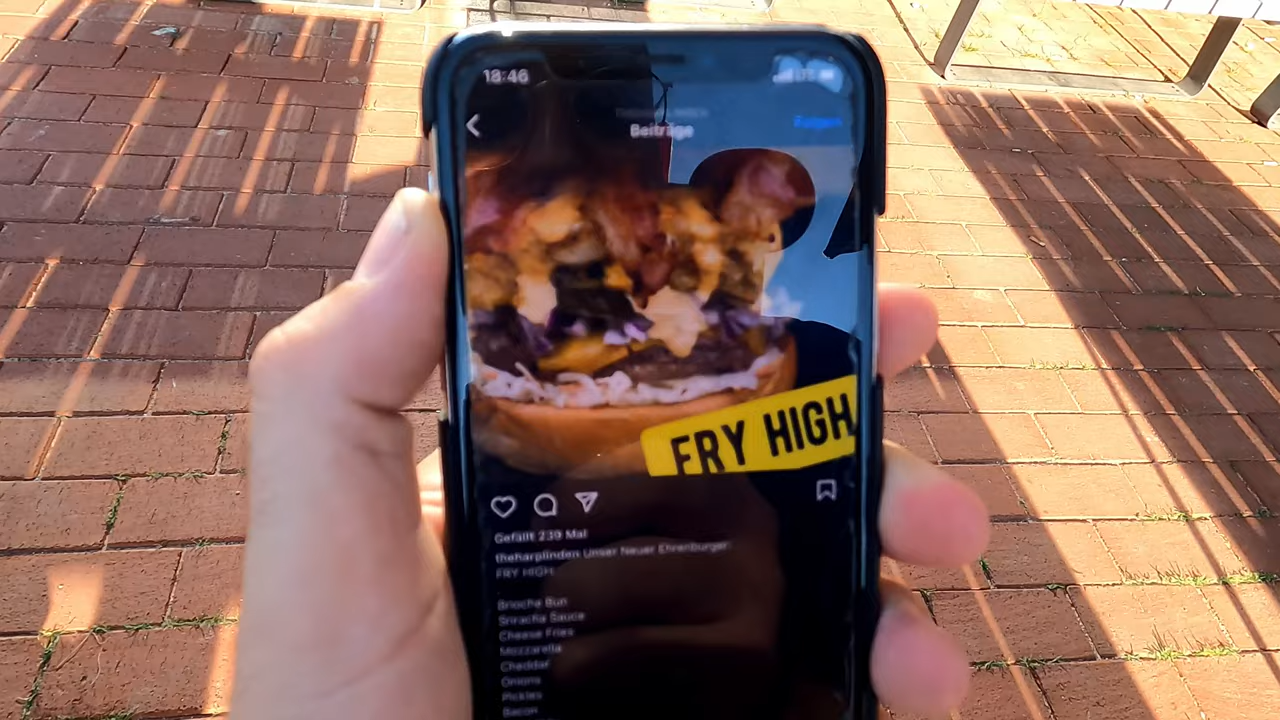 18:46
Beiträge
FRY HIGH
Gefällt 239 Mal
theharplinden Unser Neuer Ehrenburger
FRY HIGH
Brioche Bun
Sriracha Sauce
Cheese Fries
Mozzarella
Cheddar
Onions
Pickles
Bacon